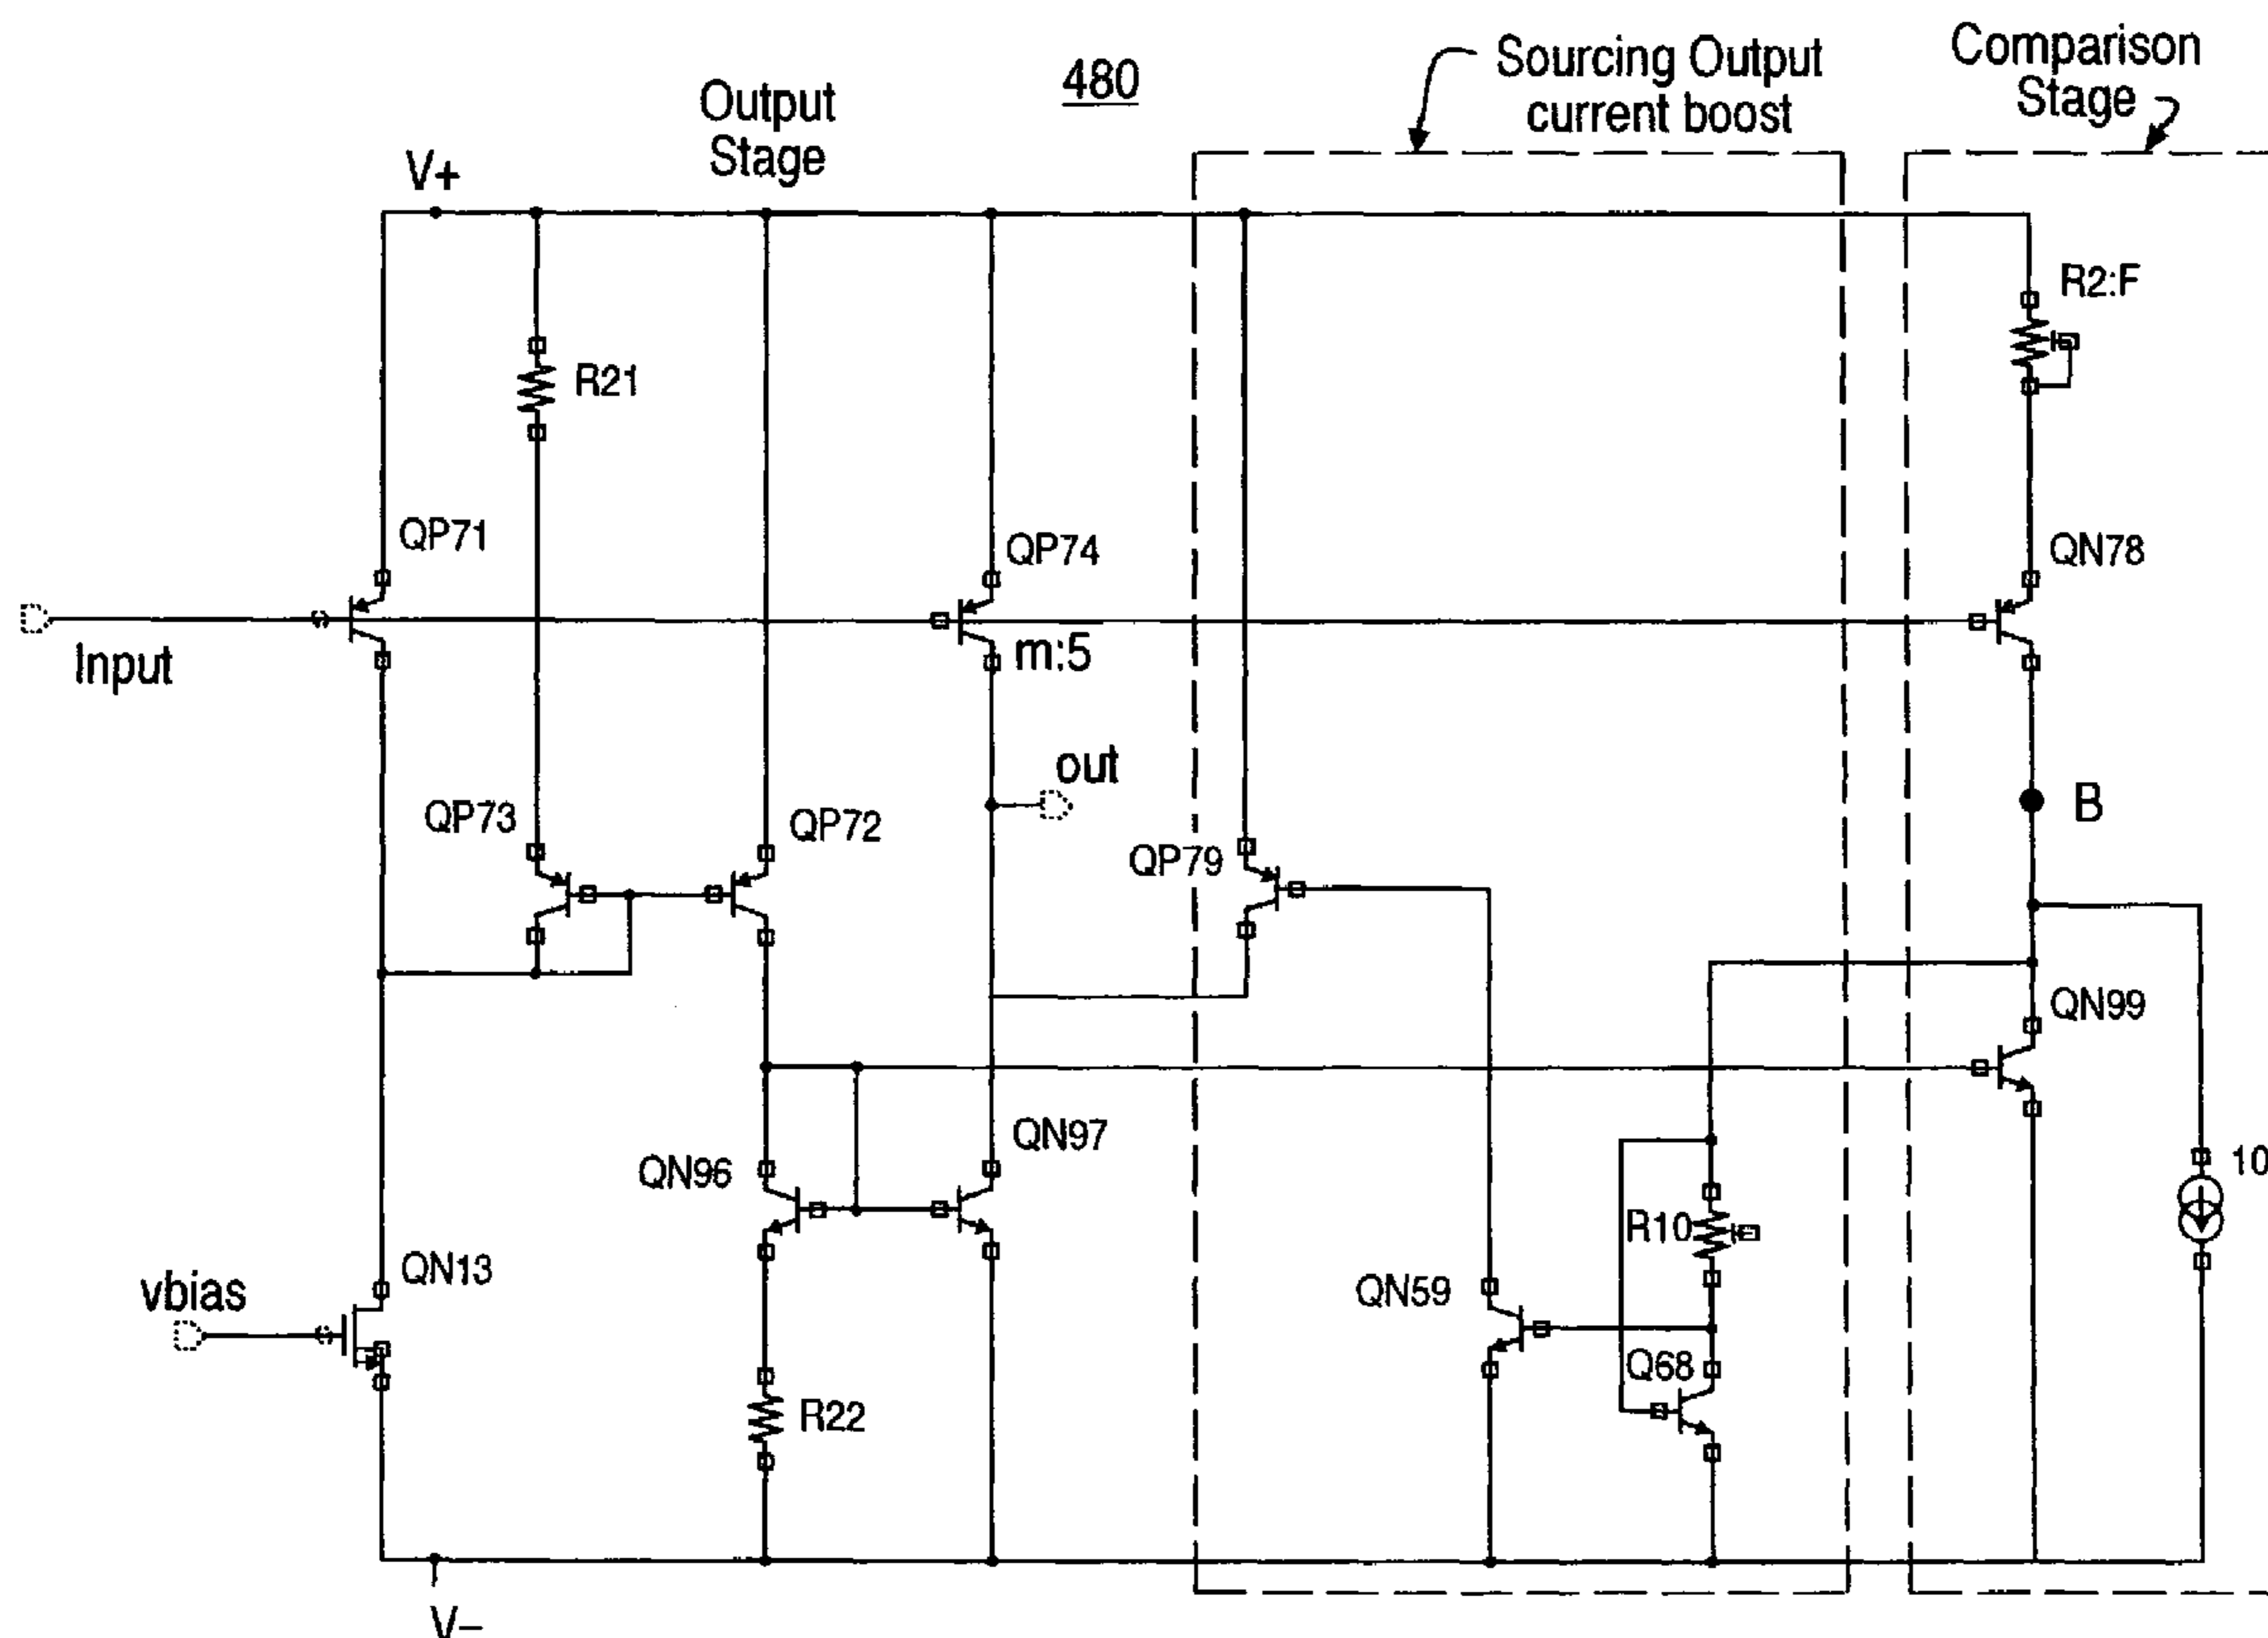 480
Sourcing Output
current boost
Comparison
Stage
Output
Stage
V+
R2:F
R21
QP71
QP74
QN78
Input
m:5
out
B
QP73
QP72
QP79
QN99
QN96
QN97
10
R10
vbias
QN13
QN59
Q68
R22
V–